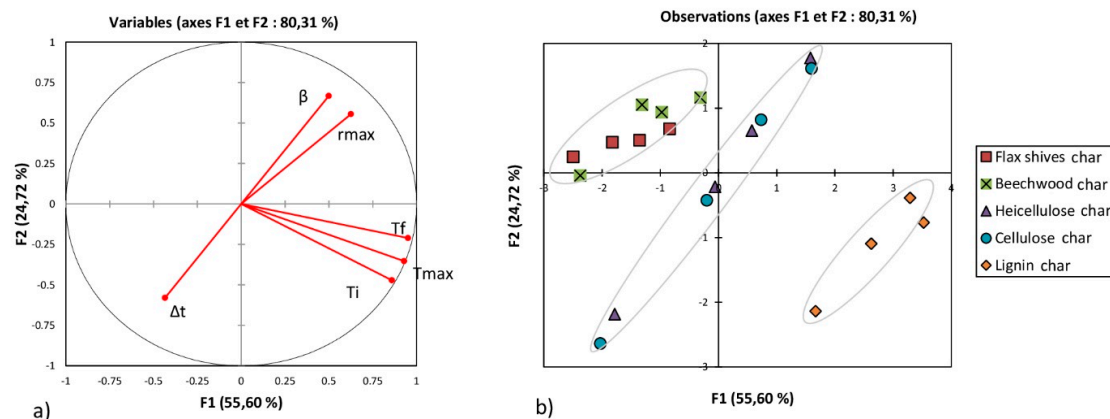 Variables (axes F1 et F2 : 80,31 %)
1
0.75
0.5
0.25
0
-0.25
-0.5
-0.75
-1
F2 (24,72 %)
β
rmax
Tf
Tmax
Ti
Δt
-1
-0.75
-0.5
-0.25
0
0.25
0.5
0.75
1
F1 (55,60 %)
a)
Observations (axes F1 et F2 : 80,31 %)
2
1
0
-1
-2
-3
F2 (24,72 %)
-3
-2
-1
0
1
2
3
4
F1 (55,60 %)
b)
Flax shives char
Beechwood char
Heicellulose char
Cellulose char
Lignin char